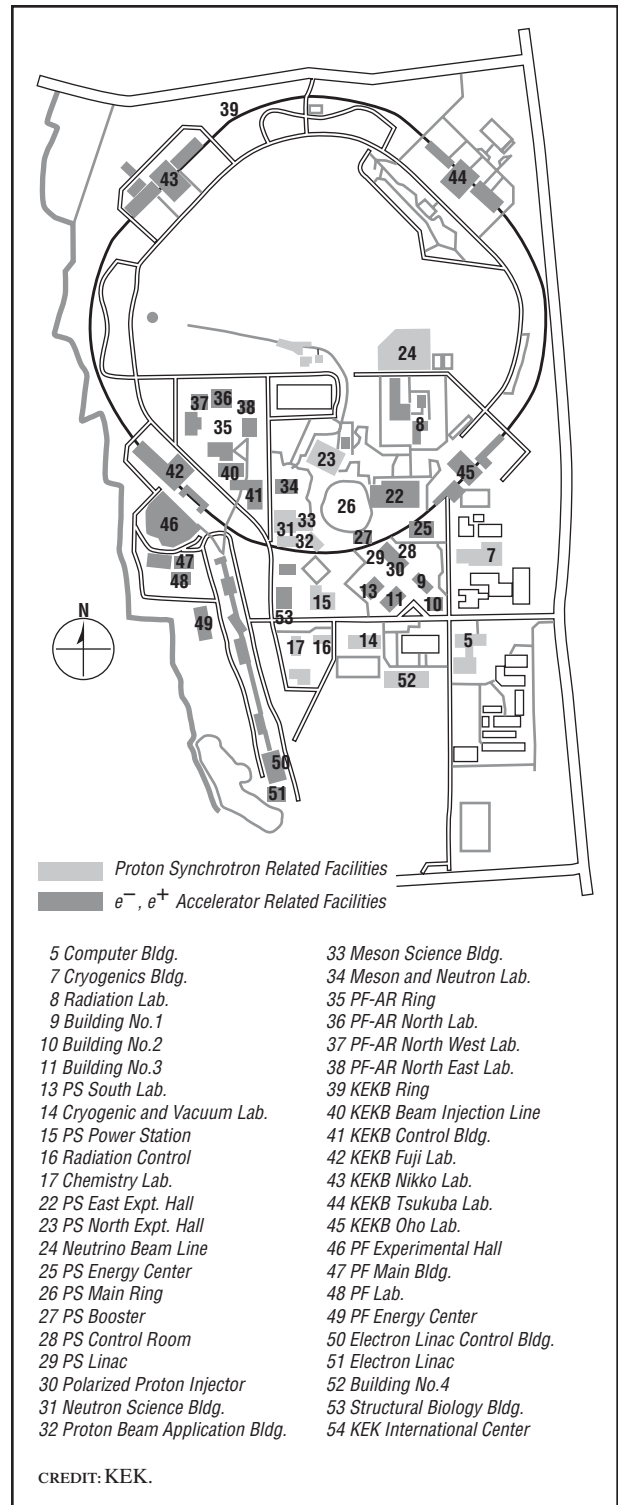 39
43
44
24
37
36
38
35
8
23
42
40
41
34
26
22
45
46
33
31
32
27
25
28
29
30
7
47
48
9
13
11
10
15
53
49
N
17
16
14
5
52
50
51
Proton Synchrotron Related Facilities
e−, e+ Accelerator Related Facilities
5 Computer Bldg.
7 Cryogenics Bldg.
8 Radiation Lab.
9 Building No.1
10 Building No.2
11 Building No.3
13 PS South Lab.
14 Cryogenic and Vacuum Lab.
15 PS Power Station
16 Radiation Control
17 Chemistry Lab.
22 PS East Expt. Hall
23 PS North Expt. Hall
24 Neutrino Beam Line
25 PS Energy Center
26 PS Main Ring
27 PS Booster
28 PS Control Room
29 PS Linac
30 Polarized Proton Injector
31 Neutron Science Bldg.
32 Proton Beam Application Bldg.
33 Meson Science Bldg.
34 Meson and Neutron Lab.
35 PF-AR Ring
36 PF-AR North Lab.
37 PF-AR North West Lab.
38 PF-AR North East Lab.
39 KEKB Ring
40 KEKB Beam Injection Line
41 KEKB Control Bldg.
42 KEKB Fuji Lab.
43 KEKB Nikko Lab.
44 KEKB Tsukuba Lab.
45 KEKB Oho Lab.
46 PF Experimental Hall
47 PF Main Bldg.
48 PF Lab.
49 PF Energy Center
50 Electron Linac Control Bldg.
51 Electron Linac
52 Building No.4
53 Structural Biology Bldg.
54 KEK International Center
CREDIT: KEK.